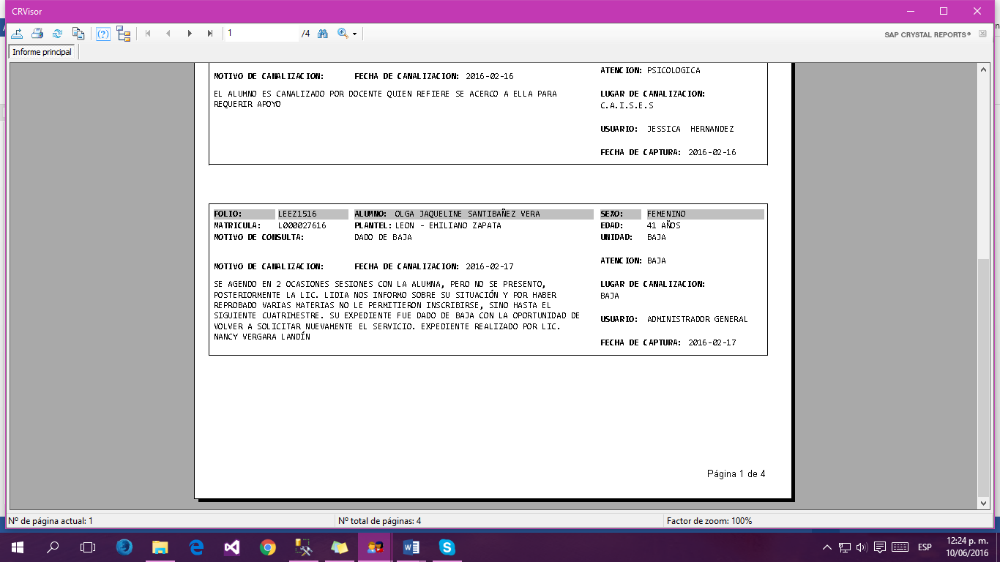 CRVisor
1 /4
SAP CRYSTAL REPORTS®
Informe principal
MOTIVO DE CANALIZACION: FECHA DE CANALIZACION: 2016-02-16
EL ALUMNO ES CANALIZADO POR DOCENTE QUIEN REFIERE SE ACERCO A ELLA PARA
REQUERIR APOYO
ATENCION: PSICOLOGICA
LUGAR DE CANALIZACION:
C.A.I.S.E.S
USUARIO: JESSICA HERNANDEZ
FECHA DE CAPTURA: 2016-02-16
FOLIO: LEEZ1516 ALUMNO: OLGA JAQUELINE SANTIBAÑEZ VERA SEXO: FEMENINO
MATRICULA: L000027616 PLANTEL: LEON - EMILIANO ZAPATA EDAD: 41 AÑOS
MOTIVO DE CONSULTA: DADO DE BAJA UNIDAD: BAJA
MOTIVO DE CANALIZACION: FECHA DE CANALIZACION: 2016-02-17
SE AGENDO EN 2 OCASIONES SESIONES CON LA ALUMNA, PERO NO SE PRESENTO,
POSTERIORMENTE LA LIC. LIDIA NOS INFORMO SOBRE SU SITUACIÓN Y POR HABER
REPROBADO VARIAS MATERIAS NO LE PERMITIERON INSCRIBIRSE, SINO HASTA EL
SIGUIENTE CUATRIMESTRE. SU EXPEDIENTE FUE DADO DE BAJA CON LA OPORTUNIDAD DE
VOLVER A SOLICITAR NUEVAMENTE EL SERVICIO. EXPEDIENTE REALIZADO POR LIC.
NANCY VERGARA LANDÍN
ATENCION: BAJA
LUGAR DE CANALIZACION:
BAJA
USUARIO: ADMINISTRADOR GENERAL
FECHA DE CAPTURA: 2016-02-17
Página 1 de 4
Nº de página actual: 1 Nº total de páginas: 4 Factor de zoom: 100%
ESP
12:24 p. m.
10/06/2016